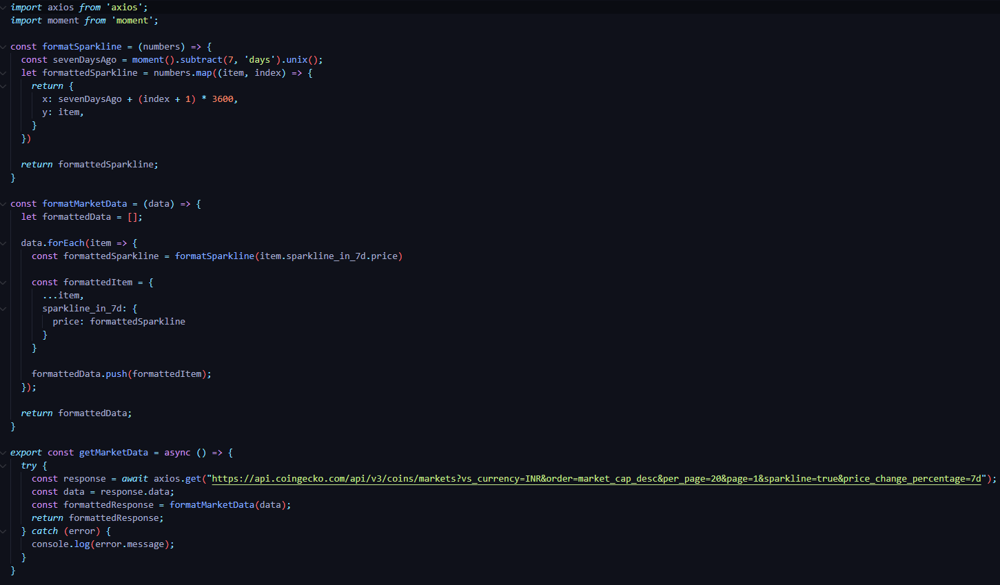 import axios from 'axios';
import moment from 'moment';
const formatSparkline = (numbers) => {
const sevenDaysAgo = moment().subtract(7, 'days').unix();
let formattedSparkline = numbers.map((item, index) => {
return {
x: sevenDaysAgo + (index + 1) * 3600,
y: item,
}
})
return formattedSparkline;
}
const formatMarketData = (data) => {
let formattedData = [];
data.forEach(item => {
const formattedSparkline = formatSparkline(item.sparkline_in_7d.price)
const formattedItem = {
...item,
sparkline_in_7d: {
price: formattedSparkline
}
}
formattedData.push(formattedItem);
});
return formattedData;
}
export const getMarketData = async () => {
try {
const response = await axios.get("https://api.coingecko.com/api/v3/coins/markets?vs_currency=INR&order=market_cap_desc&per_page=20&page=1&sparkline=true&price_change_percentage=7d");
const data = response.data;
const formattedResponse = formatMarketData(data);
return formattedResponse;
} catch (error) {
console.log(error.message);
}
}